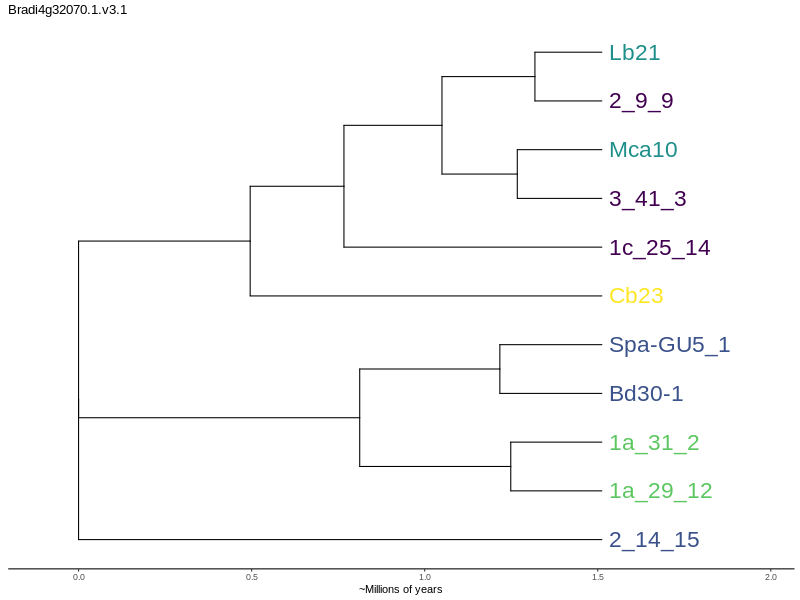 Bradi4g32070.1.v3.1
Lb21
2_9_9
Mca10
3_41_3
1c_25_14
Cb23
Spa-GU5_1
Bd30-1
1a_31_2
1a_29_12
2_14_15
0.0 0.5 1.0 1.5 2.0
~Millions of years